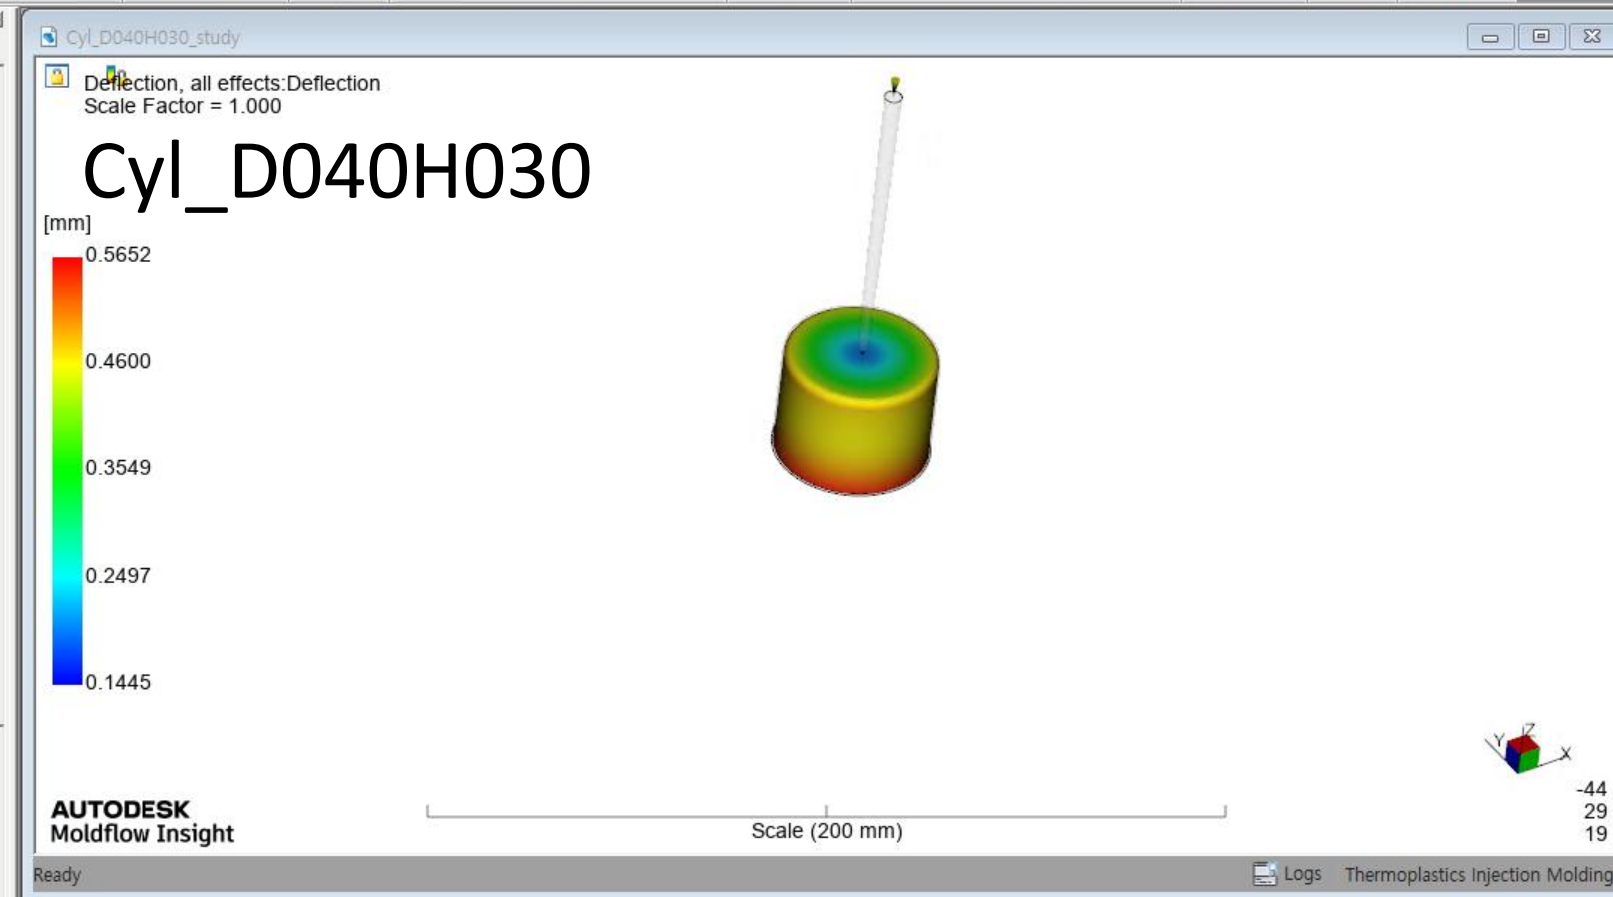 Cyl_D040H030_study
Deflection, all effects:Deflection
Scale Factor = 1.000
Cyl_D040H030
[mm]
0.5652
0.4600
0.3549
0.2497
0.1445
Y Z X
-44
29
19
AUTODESK
Moldflow Insight
Scale (200 mm)
Ready
Logs
Thermoplastics Injection Molding